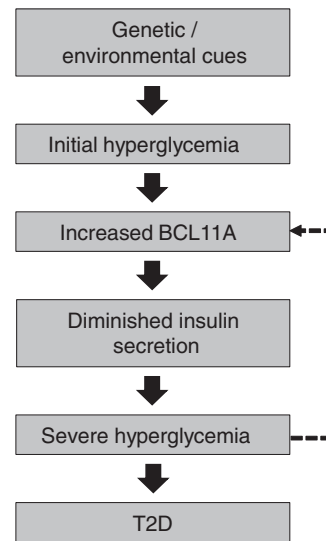 Genetic /
environmental cues
Initial hyperglycemia
Increased BCL11A
Diminished insulin
secretion
Severe hyperglycemia
T2D